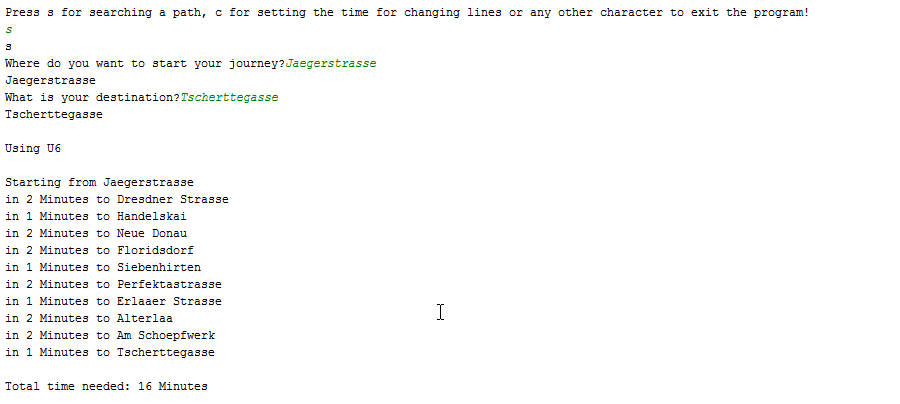 Press s for searching a path, c for setting the time for changing lines or any other character to exit the program!
s
s
Where do you want to start your journey?Jaegerstrasse
Jaegerstrasse
What is your destination?Tscherttegasse
Tscherttegasse
Using U6
Starting from Jaegerstrasse
in 2 Minutes to Dresdner Strasse
in 1 Minutes to Handelskai
in 2 Minutes to Neue Donau
in 2 Minutes to Floridsdorf
in 1 Minutes to Siebenhirten
in 2 Minutes to Perfektastrasse
in 1 Minutes to Erlaaer Strasse
in 2 Minutes to Alterlaa
in 2 Minutes to Am Schoepfwerk
in 1 Minutes to Tscherttegasse
Total time needed: 16 Minutes